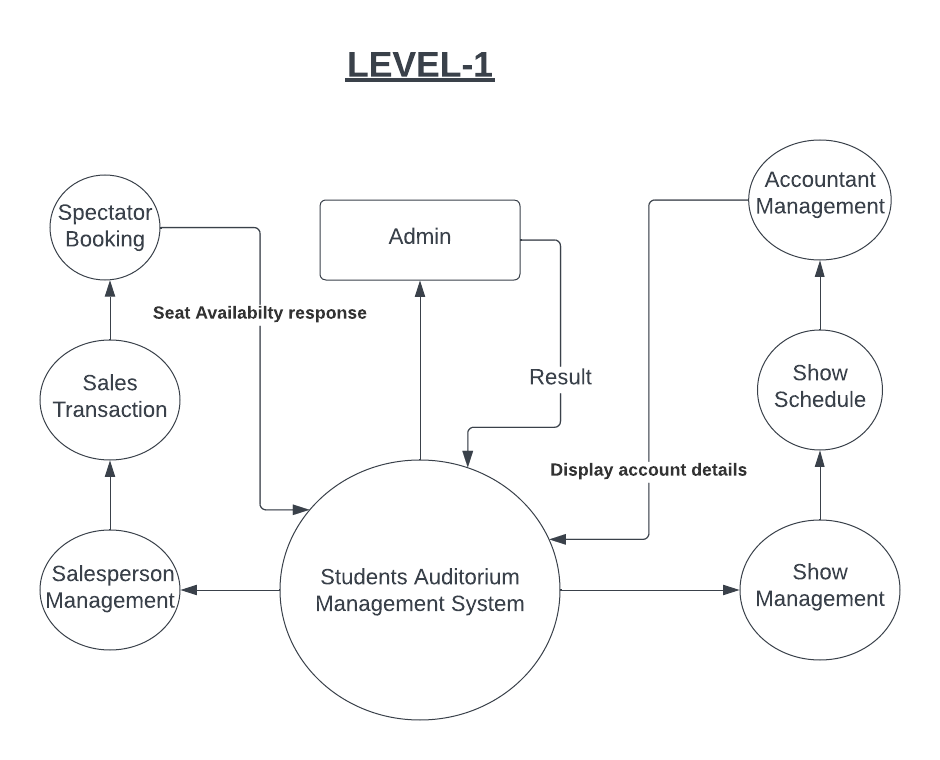 LEVEL-1
Spectator
Booking
Admin
Accountant
Management
Seat Availabilty response
Sales
Transaction
Result
Show
Schedule
Display account details
Salesperson
Management
Students Auditorium
Management System
Show
Management